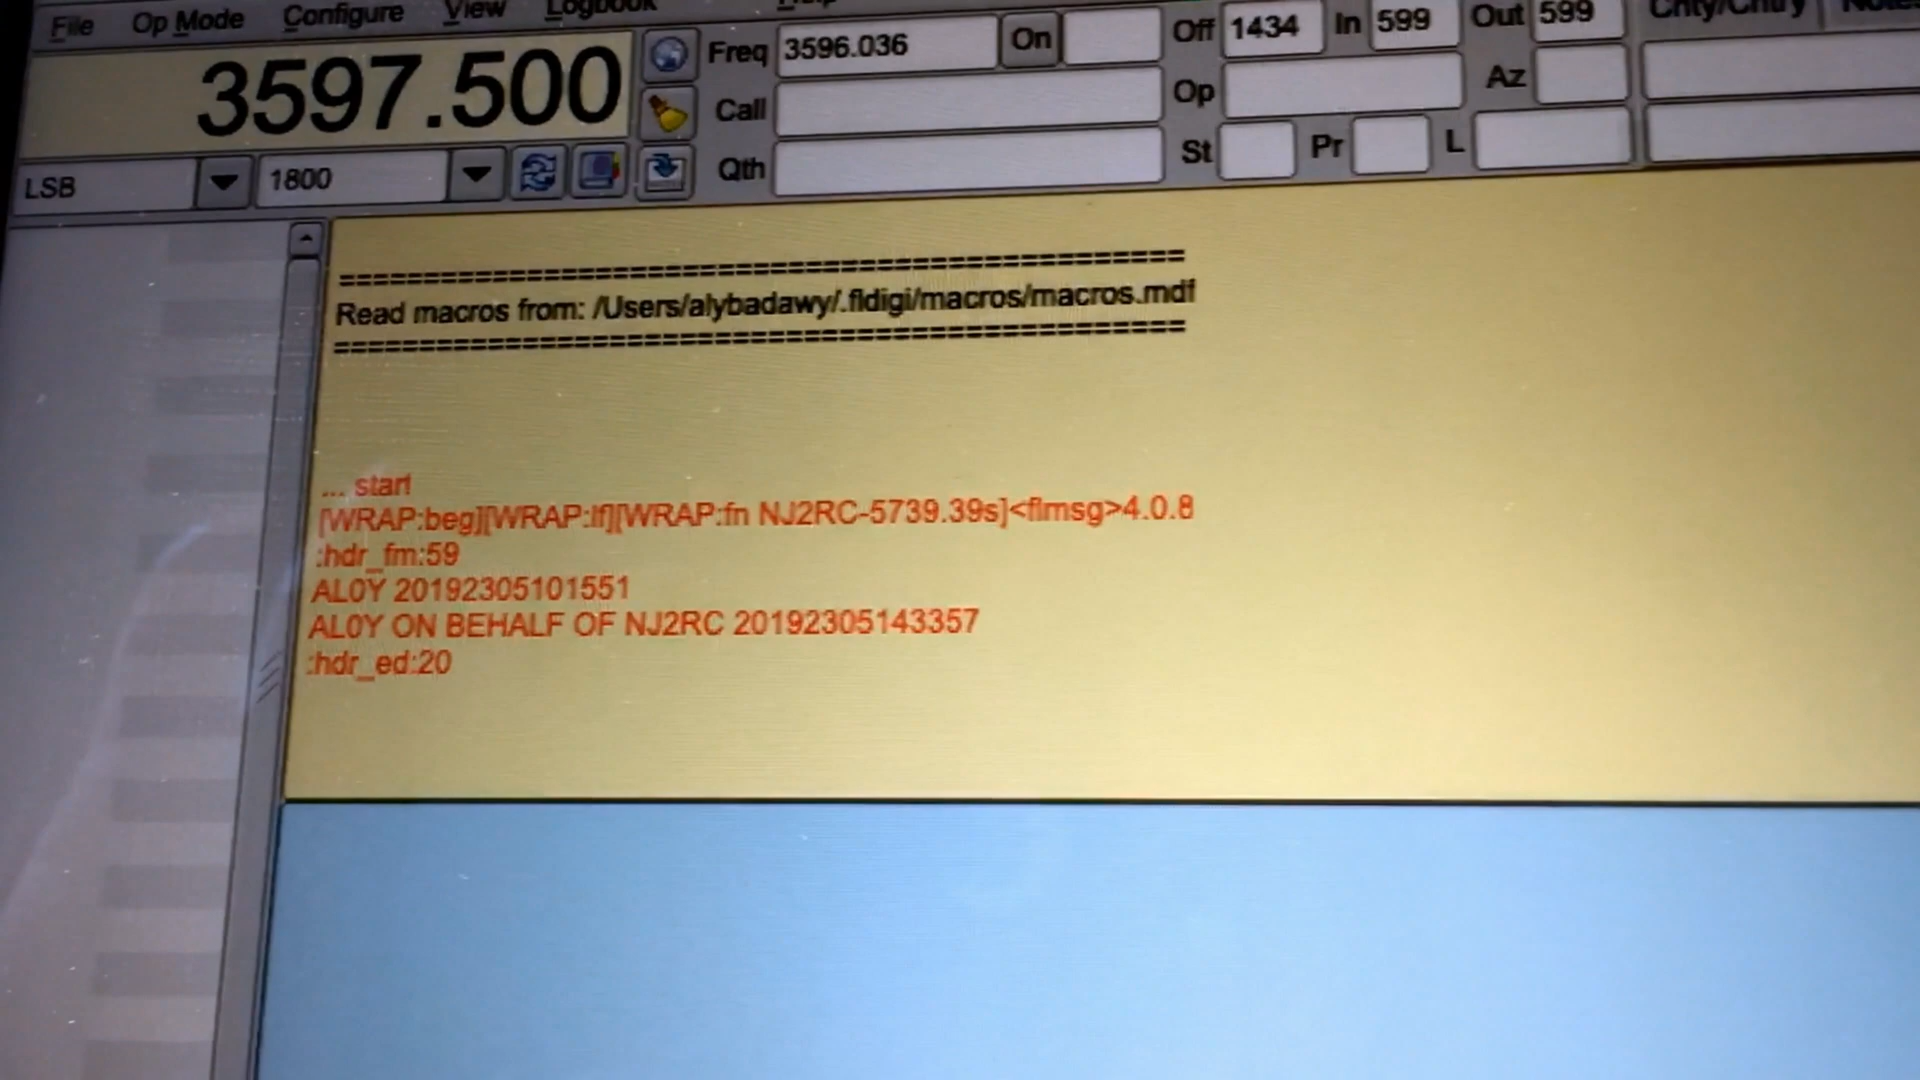 File Op Mode Configure View Logbook
3597.500
Freq 3596.036 On Off 1434 In 599 Out 599 Cnty/Cntry
Call Op Az
Qth St Pr L
LSB 1800
==================================================
Read macros from: /Users/alybadawy/.fldigi/macros/macros.mdf
==================================================
... start
[WRAP:beg][WRAP:lf][WRAP:fn NJ2RC-5739.39s]<flmsg>4.0.8
:hdr_fm:59
AL0Y 20192305101551
AL0Y ON BEHALF OF NJ2RC 20192305143357
:hdr_ed:20